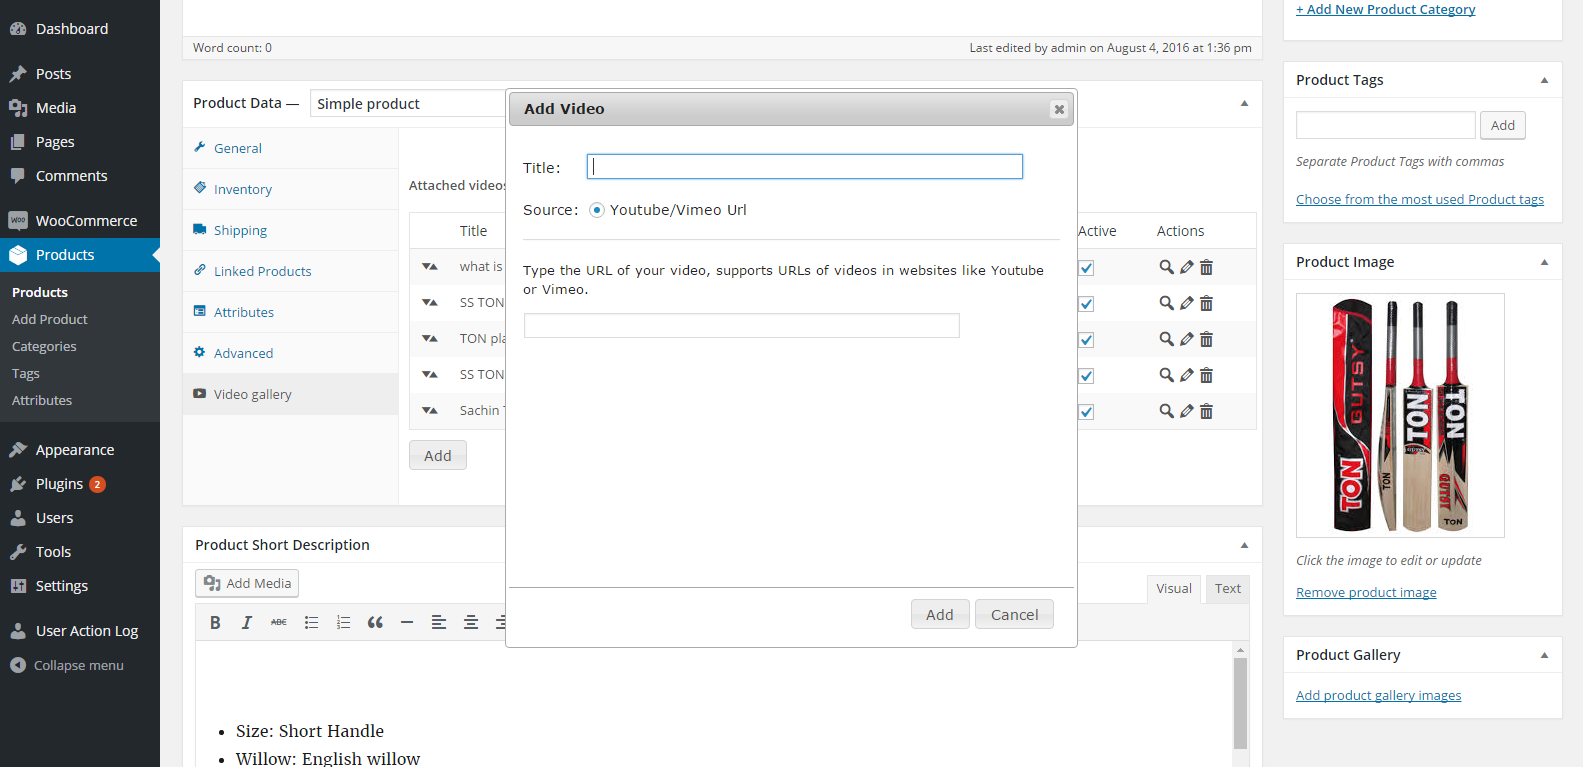 Dashboard
Posts
Media
Pages
Comments
WooCommerce
Products
Products
Add Product
Categories
Tags
Attributes
Appearance
Plugins 2
Users
Tools
Settings
User Action Log
Collapse menu
Word count: 0
Last edited by admin on August 4, 2016 at 1:36 pm
Product Data — Simple product
General
Inventory
Shipping
Linked Products
Attributes
Advanced
Video gallery
Attached videos
Title
Active
Actions
what is
SS TON
TON pla
SS TON
Sachin T
Add
Add Video
Title:
Source: Youtube/Vimeo Url
Type the URL of your video, supports URLs of videos in websites like Youtube
or Vimeo.
Add
Cancel
Product Short Description
Add Media
Visual
Text
B I ABC
Size: Short Handle
Willow: English willow
+ Add New Product Category
Product Tags
Add
Separate Product Tags with commas
Choose from the most used Product tags
Product Image
GUTSY
TON
TON
TON
TON
GUTSY
TON
Click the image to edit or update
Remove product image
Product Gallery
Add product gallery images